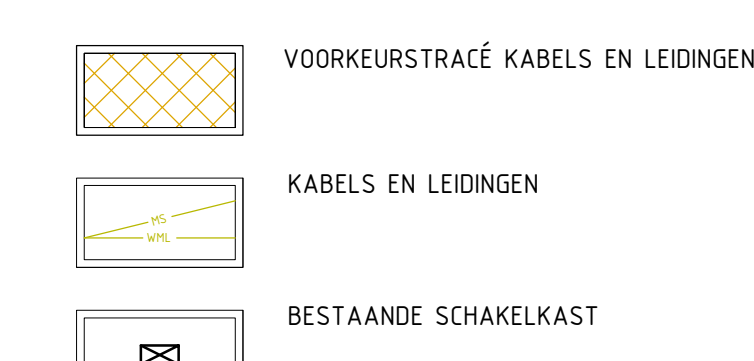 VOORKEURSTRACÉ KABELS EN LEIDINGEN
KABELS EN LEIDINGEN
MS
WML
BESTAANDE SCHAKELKAST